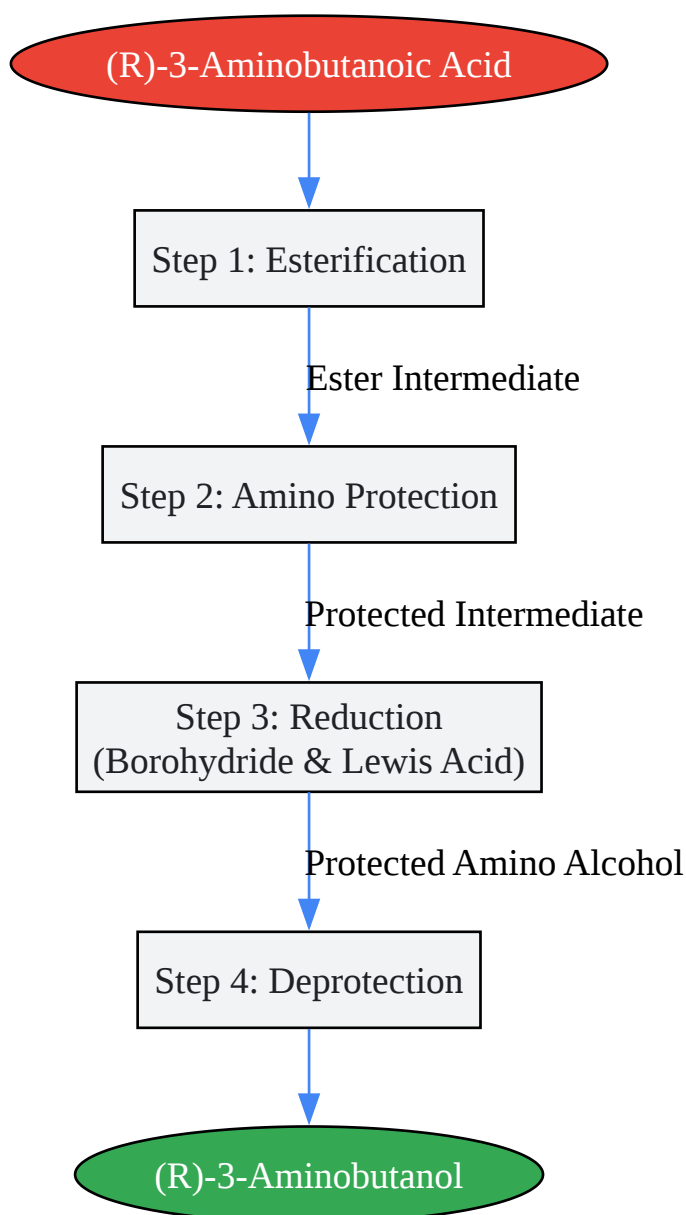 (R)-3-Aminobutanoic Acid
Step 1: Esterification
Ester Intermediate
Step 2: Amino Protection
Protected Intermediate
Step 3: Reduction
(Borohydride & Lewis Acid)
Protected Amino Alcohol
Step 4: Deprotection
(R)-3-Aminobutanol